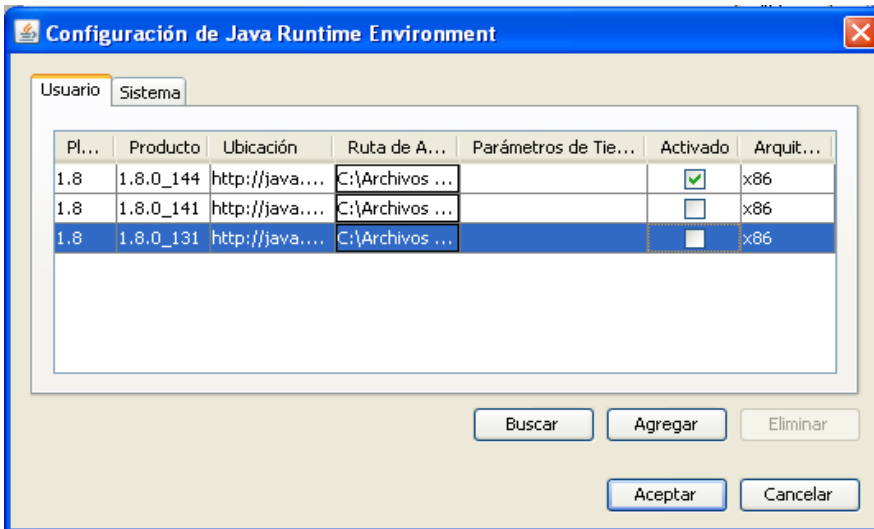 Configuración de Java Runtime Environment
Usuario Sistema
Pl... Producto Ubicación Ruta de A... Parámetros de Tie... Activado Arquit...
1.8 1.8.0_144 http://java.... C:\Archivos ... x86
1.8 1.8.0_141 http://java.... C:\Archivos ... x86
1.8 1.8.0_131 http://java.... C:\Archivos ... x86
Buscar Agregar Eliminar
Aceptar Cancelar